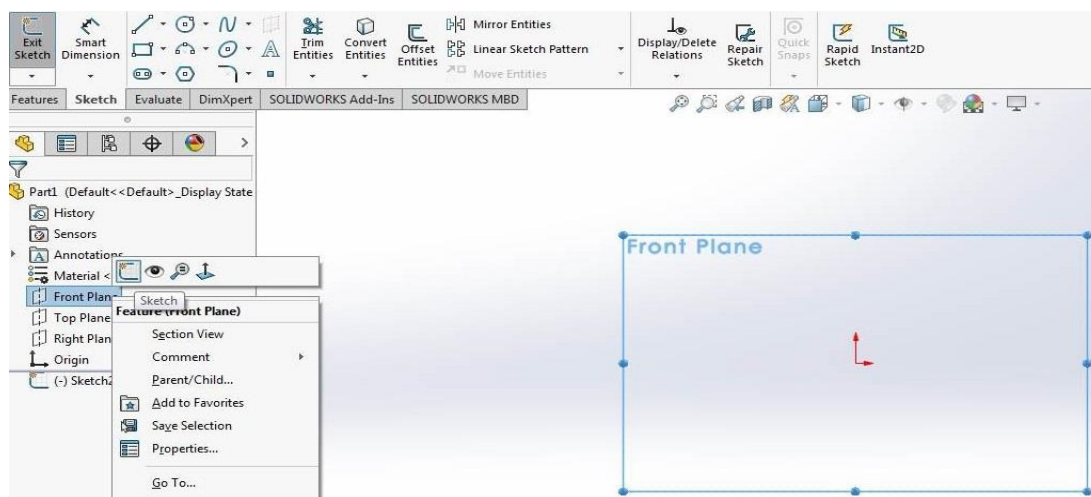 Exit Sketch
Smart Dimension
Trim Entities
Convert Entities
Offset Entities
Mirror Entities
Linear Sketch Pattern
Move Entities
Display/Delete Relations
Repair Sketch
Quick Snaps
Rapid Sketch
Instant2D
Features Sketch Evaluate DimXpert SOLIDWORKS Add-Ins SOLIDWORKS MBD
Part1 (Default<<Default>_Display State
History
Sensors
Annotations
Material <
Front Plane
Sketch
Top Plane
Feature (Front Plane)
Right Plan
Section View
Origin
Comment
(-) Sketch2
Parent/Child...
Add to Favorites
Save Selection
Properties...
Go To...
Front Plane